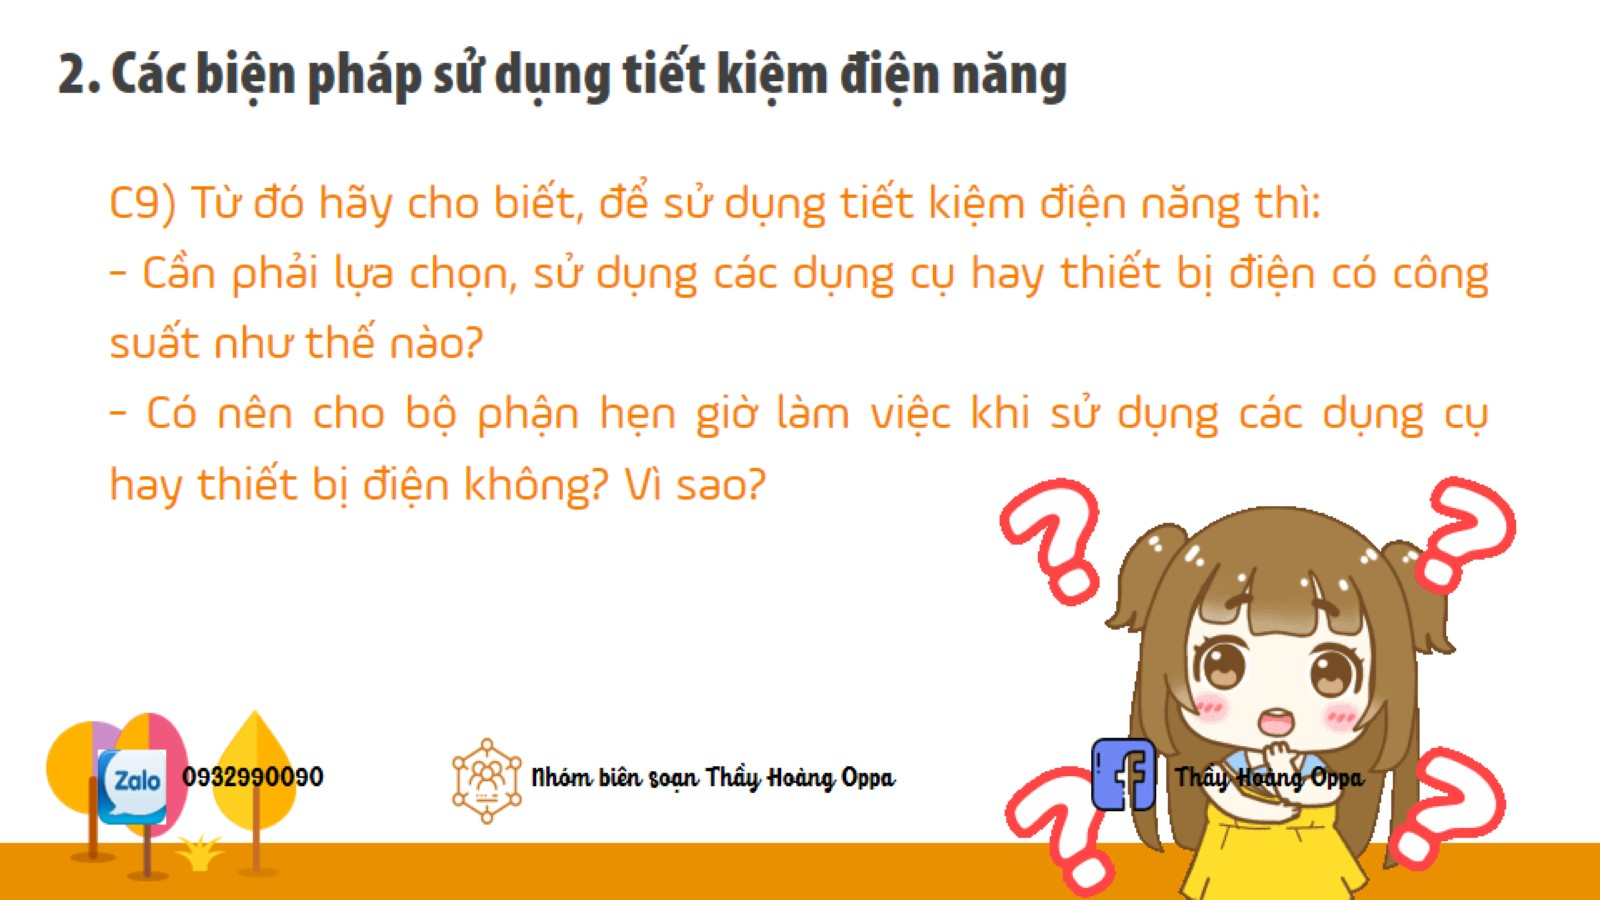 2. Các biện pháp sử dụng tiết kiệm điện năng
C9) Từ đó hãy cho biết, để sử dụng tiết kiệm điện năng thì:
- Cần phải lựa chọn, sử dụng các dụng cụ hay thiết bị điện có công
suất như thế nào?
- Có nên cho bộ phận hẹn giờ làm việc khi sử dụng các dụng cụ
hay thiết bị điện không? Vì sao?
Zalo 0932990090
Nhóm biên soạn Thầy Hoàng Oppa
Thầy Hoàng Oppa